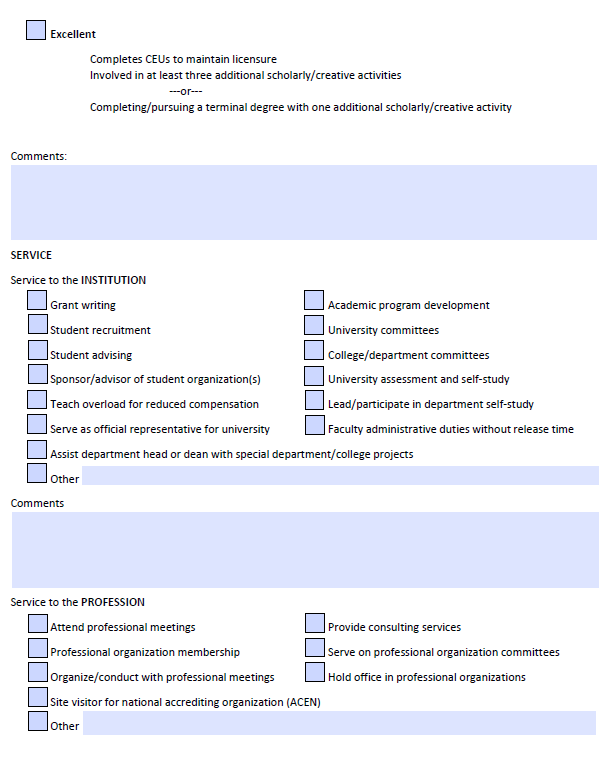 Excellent
Completes CEUs to maintain licensure
Involved in at least three additional scholarly/creative activities
---or---
Completing/pursuing a terminal degree with one additional scholarly/creative activity
Comments:
SERVICE
Service to the INSTITUTION
Grant writing Academic program development
Student recruitment University committees
Student advising College/department committees
Sponsor/advisor of student organization(s) University assessment and self-study
Teach overload for reduced compensation Lead/participate in department self-study
Serve as official representative for university Faculty administrative duties without release time
Assist department head or dean with special department/college projects
Other
Comments
Service to the PROFESSION
Attend professional meetings Provide consulting services
Professional organization membership Serve on professional organization committees
Organize/conduct with professional meetings Hold office in professional organizations
Site visitor for national accrediting organization (ACEN)
Other